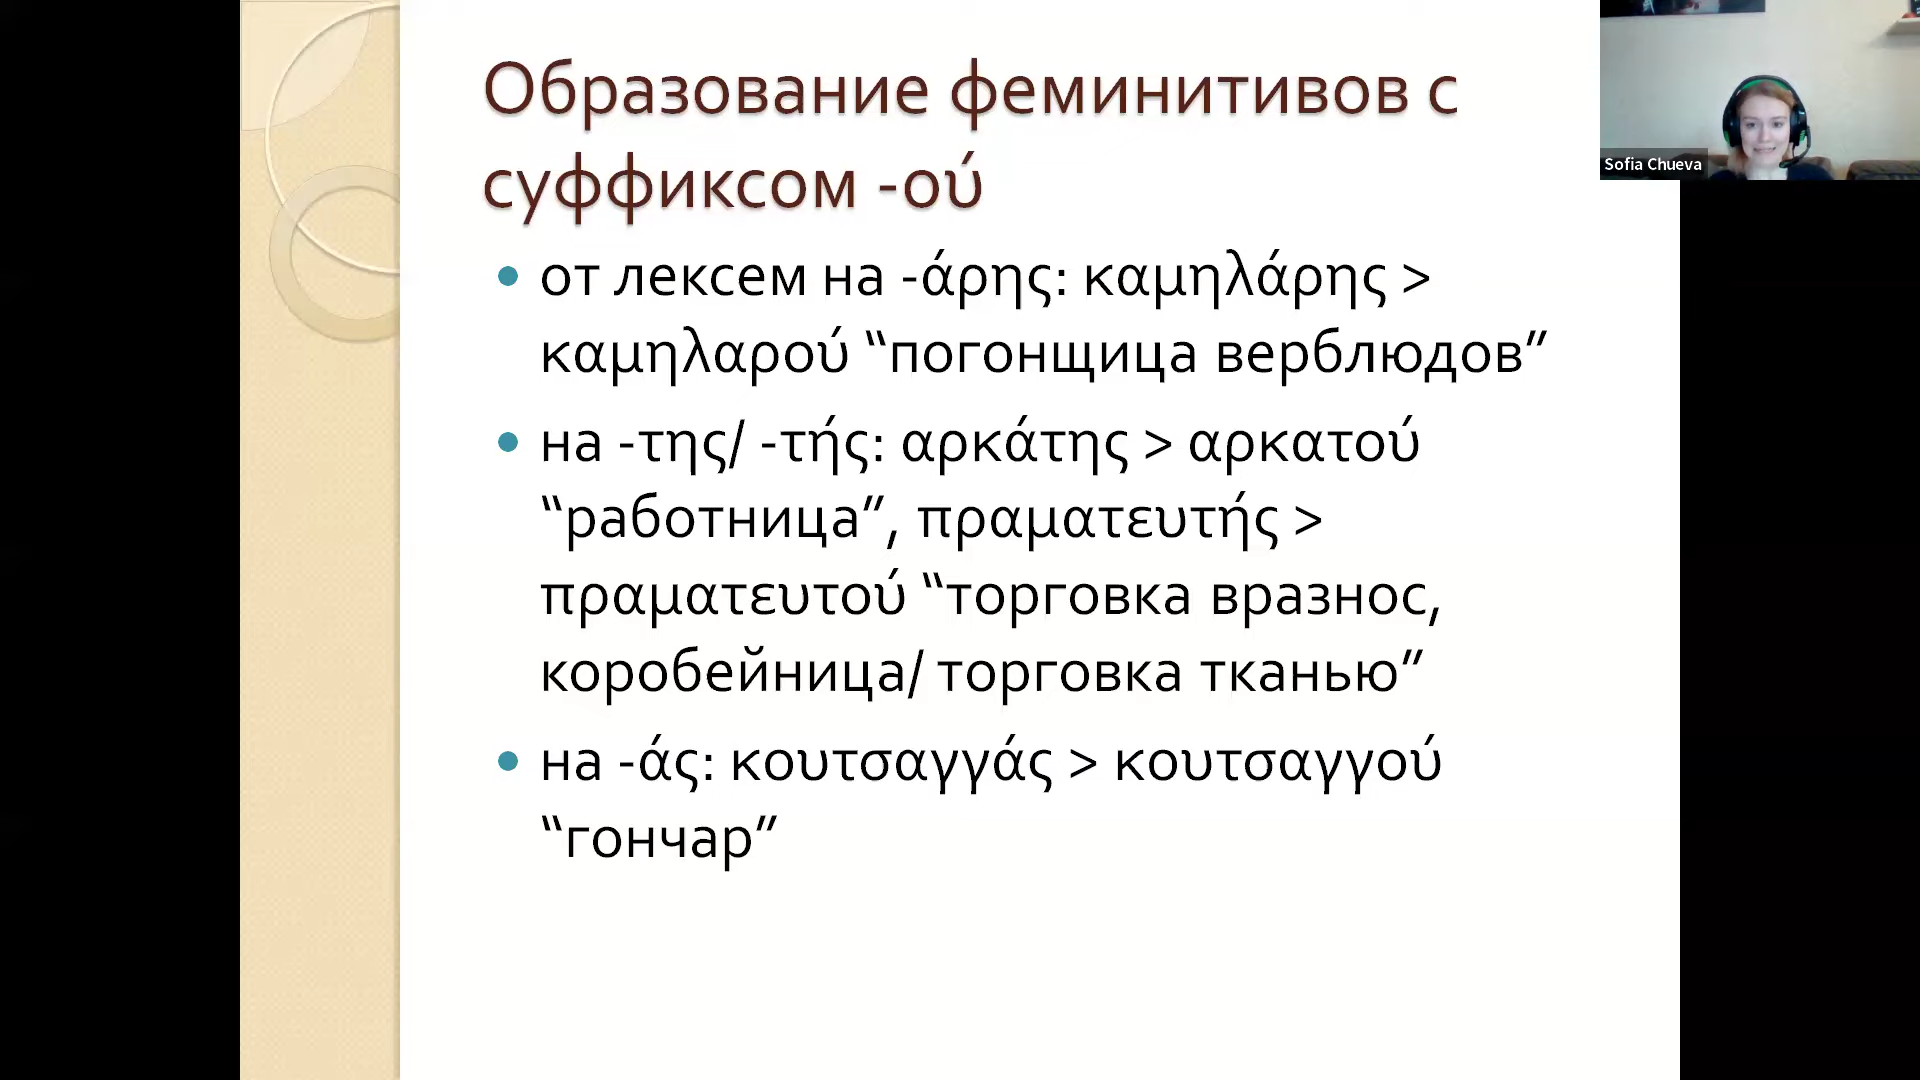 Образование феминитивов с
суффиксом -ού
Sofia Chueva
• от лексем на -άρης: καμηλάρης >
καμηλαρού “погонщица верблюдов”
• на -της/ -τής: αρκάτης > αρκατού
“работница”, πραματευτής >
πραματευτού “торговка вразнос,
коробейница/ торговка тканью”
• на -άς: κουτσαγγάς > κουτσαγγού
“гончар”